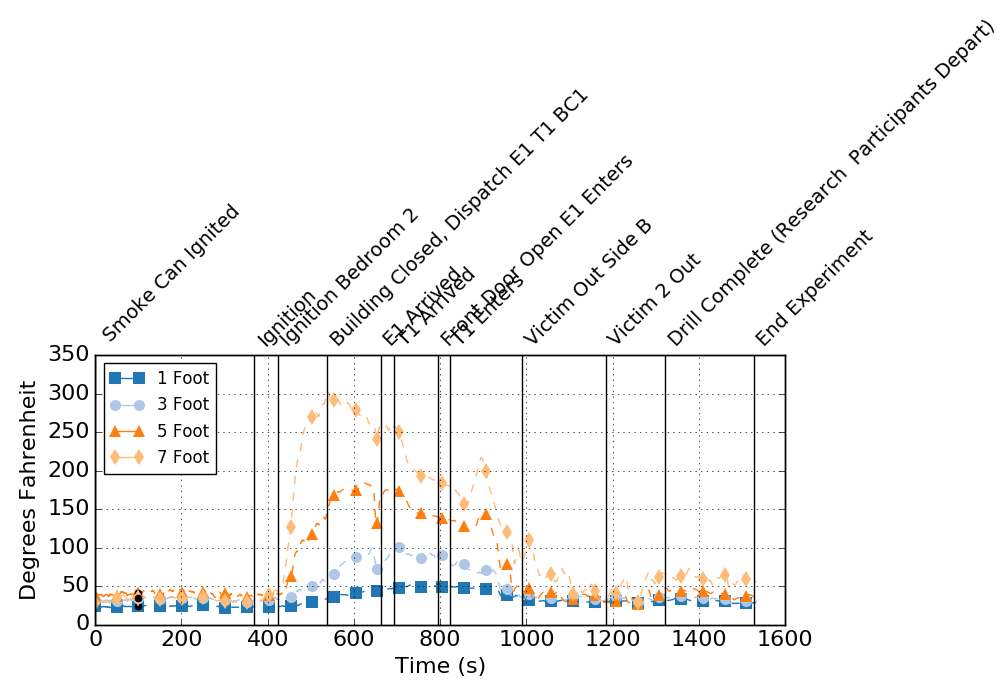 Smoke Can Ignited
Ignition
Ignition Bedroom 2
Building Closed, Dispatch E1 T1 BC1
E1 Arrived
T1 Arrived
Front Door Open E1 Enters
T1 Enters
Victim Out Side B
Victim 2 Out
Drill Complete (Research  Participants Depart)
End Experiment
350
300
250
200
150
100
50
0
Degrees Fahrenheit
1 Foot
3 Foot
5 Foot
7 Foot
0 200 400 600 800 1000 1200 1400 1600
Time (s)